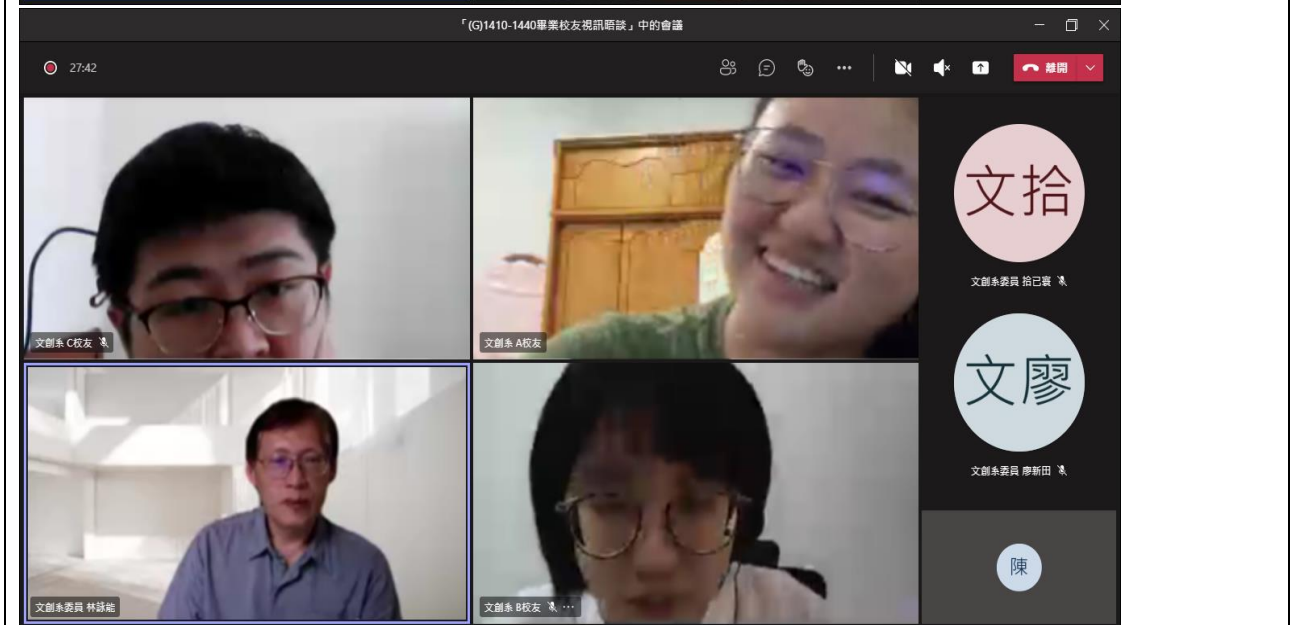 「(G)1410-1440畢業校友視訊晤談」中的會議
27:42
離開
文創系 C校友
文創系 A校友
文拾
文創系委員 拾已寰
文廖
文創系委員 廖新田
文創系委員 林詠能
文創系 B校友
陳